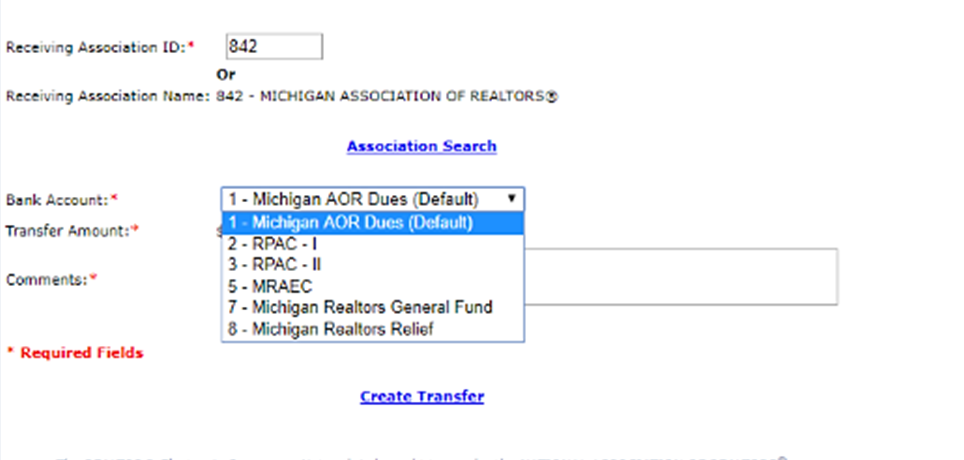 Receiving Association ID:* 842
Or
Receiving Association Name: 842 - MICHIGAN ASSOCIATION OF REALTORS®
Association Search
Bank Account:* 1 - Michigan AOR Dues (Default) ▼
1 - Michigan AOR Dues (Default)
Transfer Amount:*
2 - RPAC - I
3 - RPAC - II
Comments:*
5 - MRAEC
7 - Michigan Realtors General Fund
8 - Michigan Realtors Relief
* Required Fields
Create Transfer